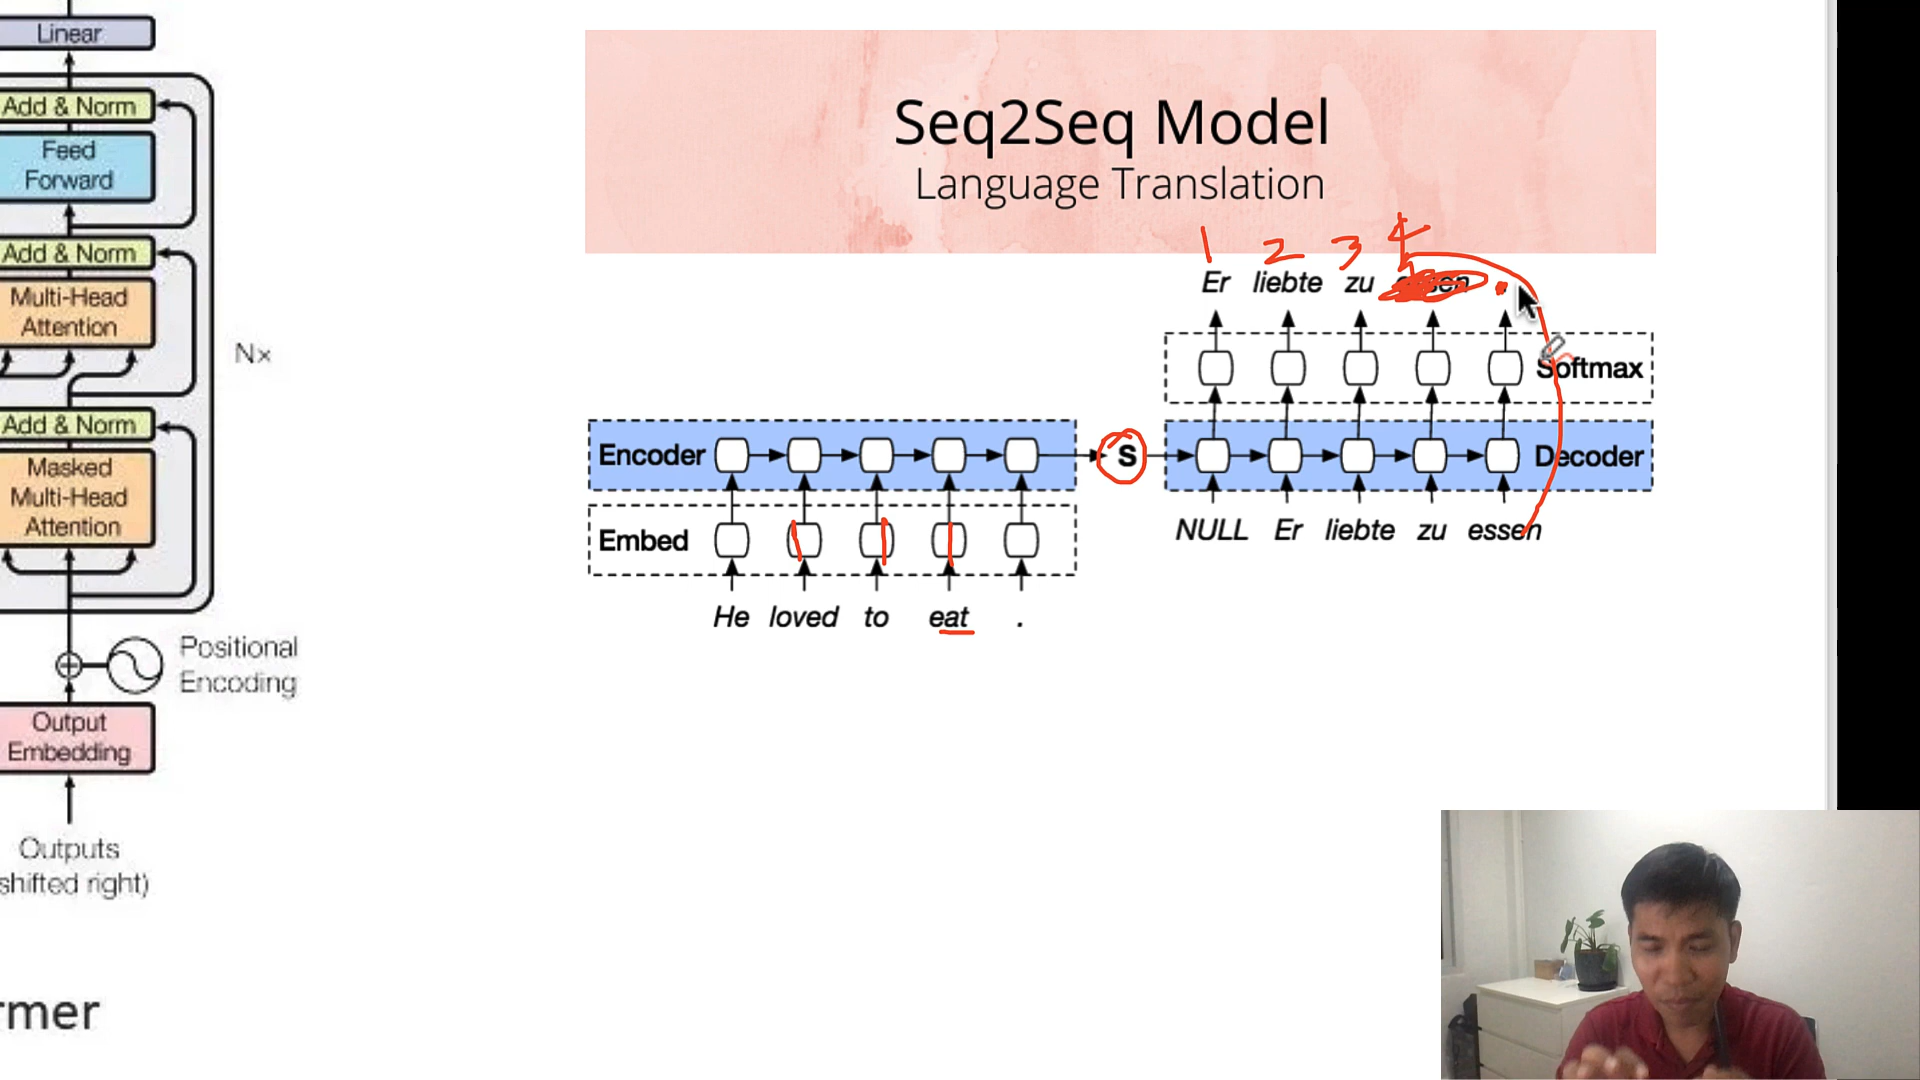 Linear
Add & Norm
Feed
Forward
Add & Norm
Multi-Head
Attention
Nx
Add & Norm
Masked
Multi-Head
Attention
Positional
Encoding
Output
Embedding
Outputs
shifted right)
rmer
Seq2Seq Model
Language Translation
1 2 3 4
Er liebte zu essen .
Softmax
Encoder S Decoder
NULL Er liebte zu essen
Embed
He loved to eat .